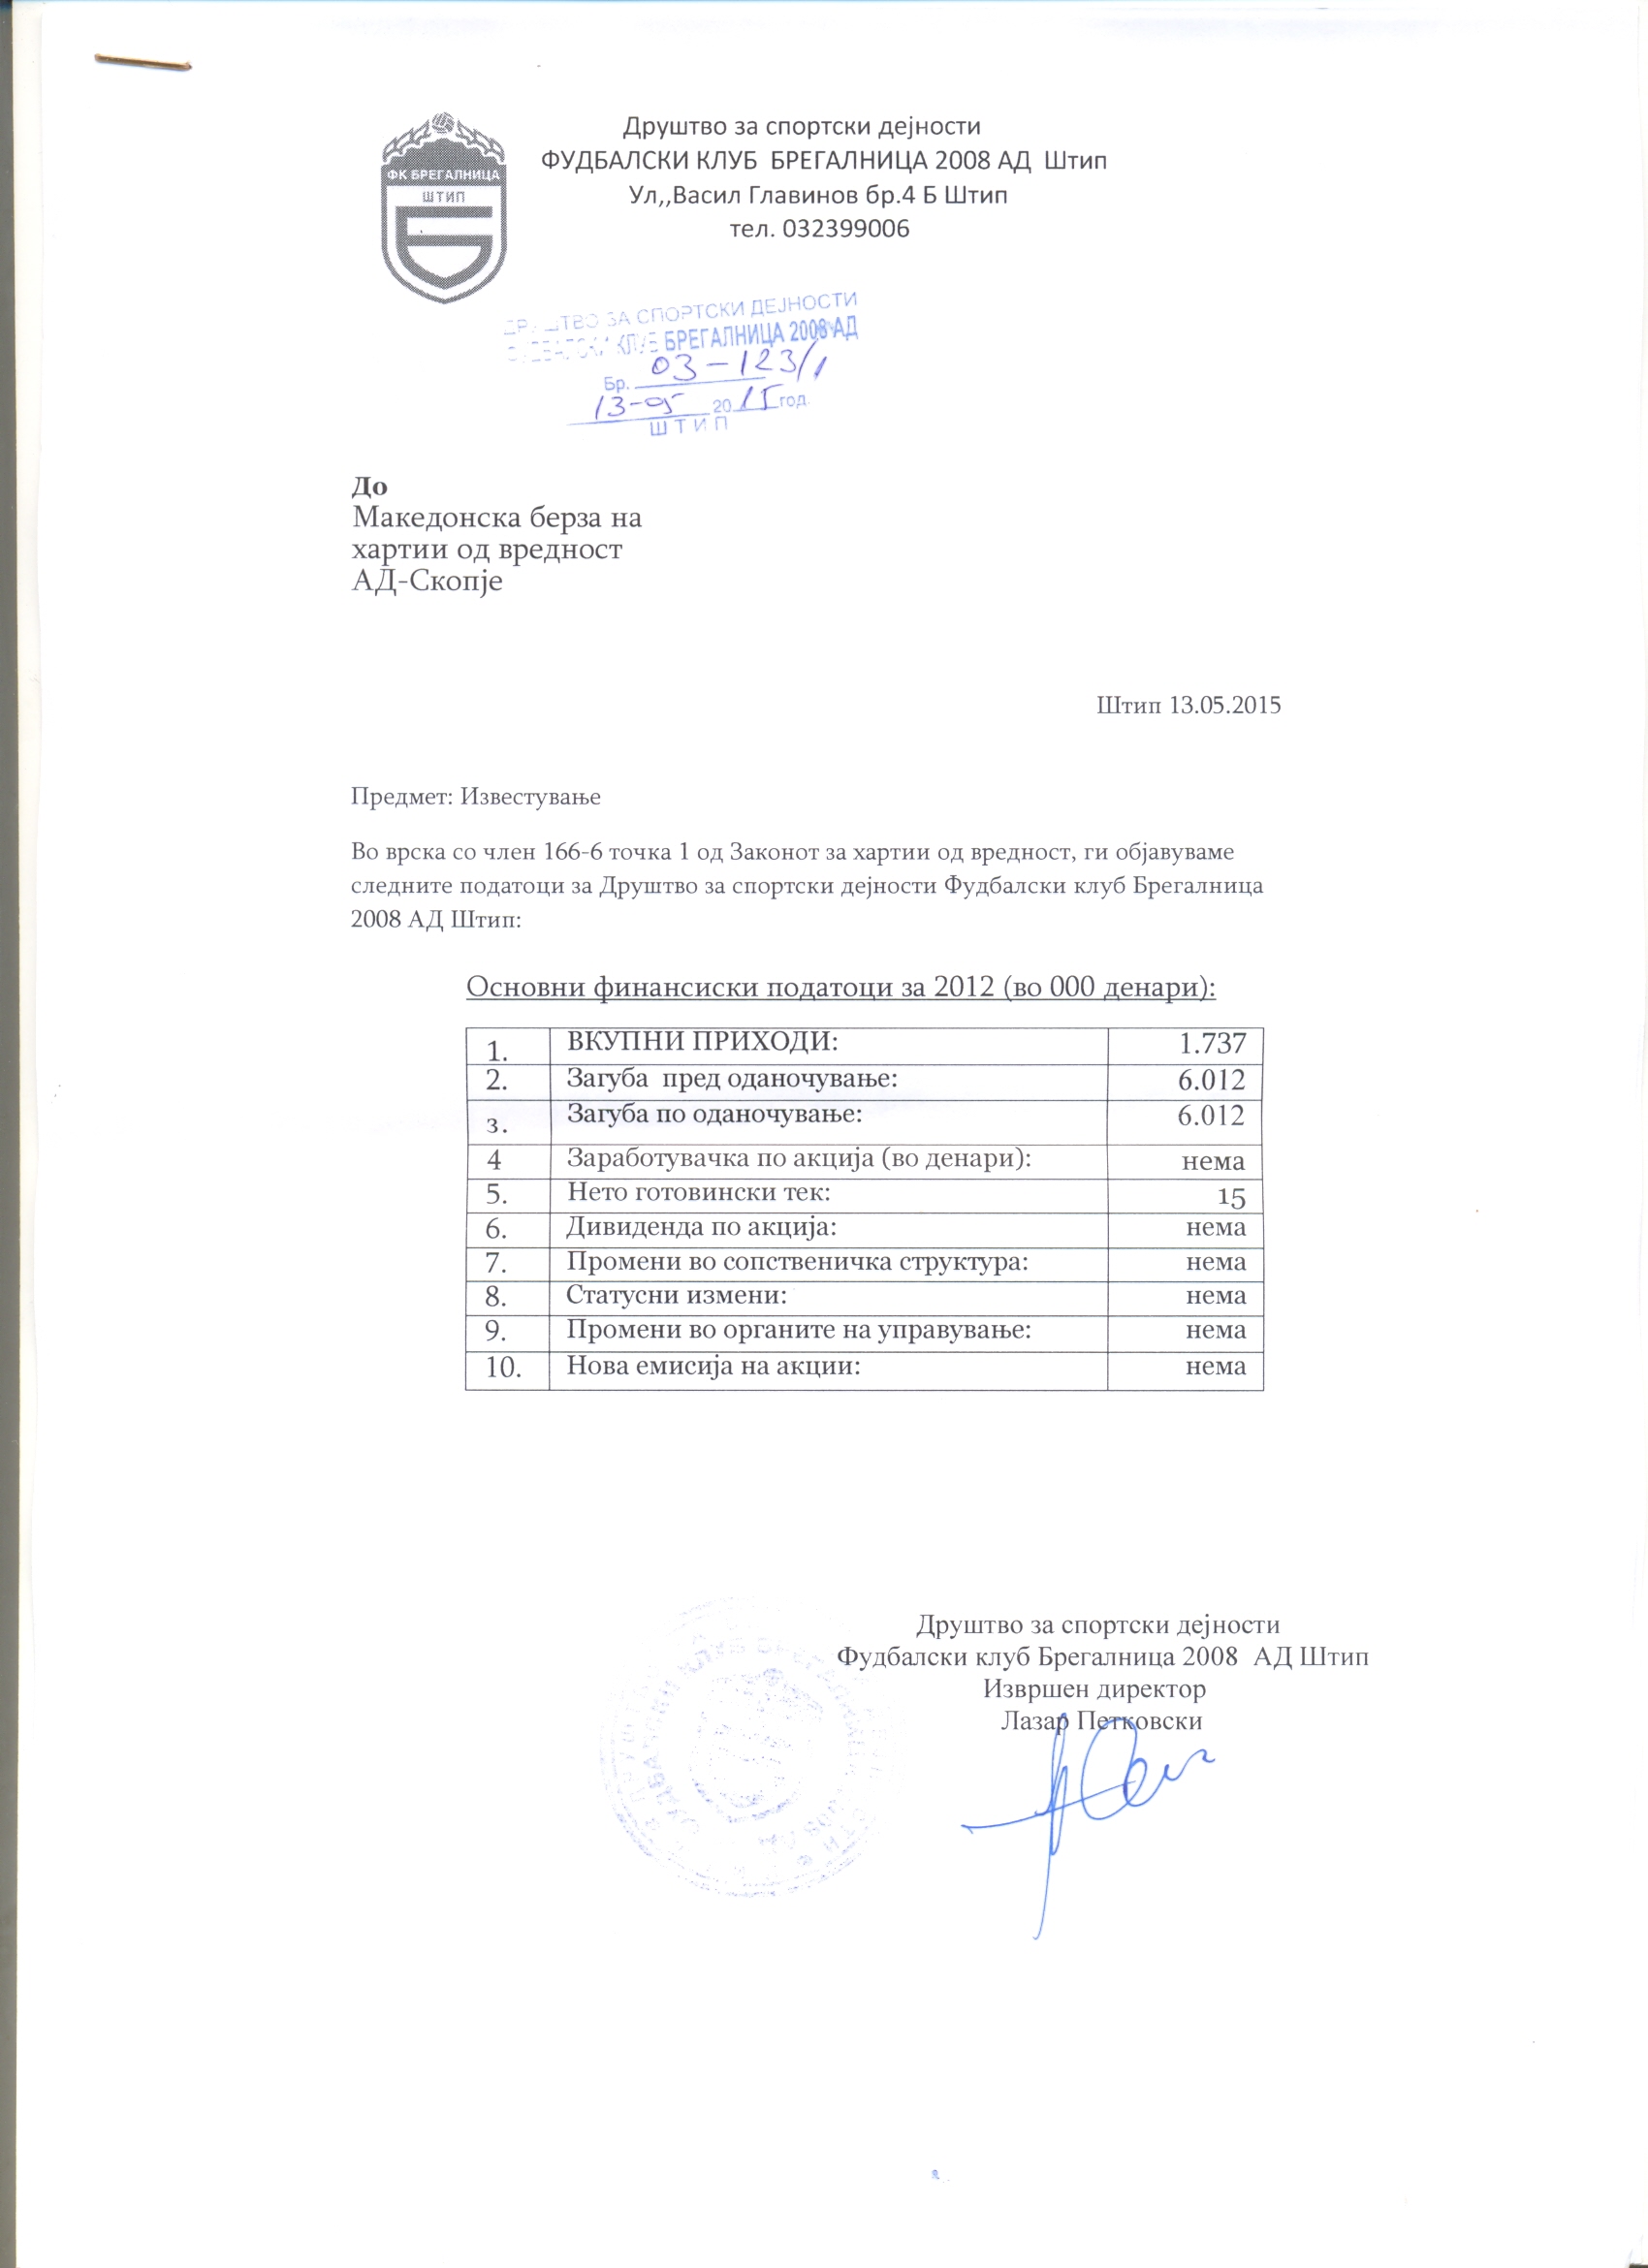 Друштво за спортски дејности
ФУДБАЛСКИ КЛУБ БРЕГАЛНИЦА 2008 АД Штип
Ул,,Васил Главинов бр.4 Б Штип
тел. 032399006
ФК БРЕГАЛНИЦА
ШТИП
ЗА СПОРТСКИ ДЕЈНОСТИ
КЛУБ БРЕГАЛНИЦА 2008 АД
Бр. 03-123/1
13-05 2015 год.
ШТИП
До
Македонска берза на
хартии од вредност
АД-Скопје
Штип 13.05.2015
Предмет: Известување
Во врска со член 166-6 точка 1 од Законот за хартии од вредност, ги објавуваме
следните податоци за Друштво за спортски дејности Фудбалски клуб Брегалница
2008 АД Штип:
Основни финансиски податоци за 2012 (во 000 денари):
1. ВКУПНИ ПРИХОДИ: 1.737
2. Загуба пред оданочување: 6.012
3. Загуба по оданочување: 6.012
4 Заработувачка по акција (во денари): нема
5. Нето готовински тек: 15
6. Дивиденда по акција: нема
7. Промени во сопственичка структура: нема
8. Статусни измени: нема
9. Промени во органите на управување: нема
10. Нова емисија на акции: нема
Друштво за спортски дејности
Фудбалски клуб Брегалница 2008 АД Штип
Извршен директор
Лазар Петковски